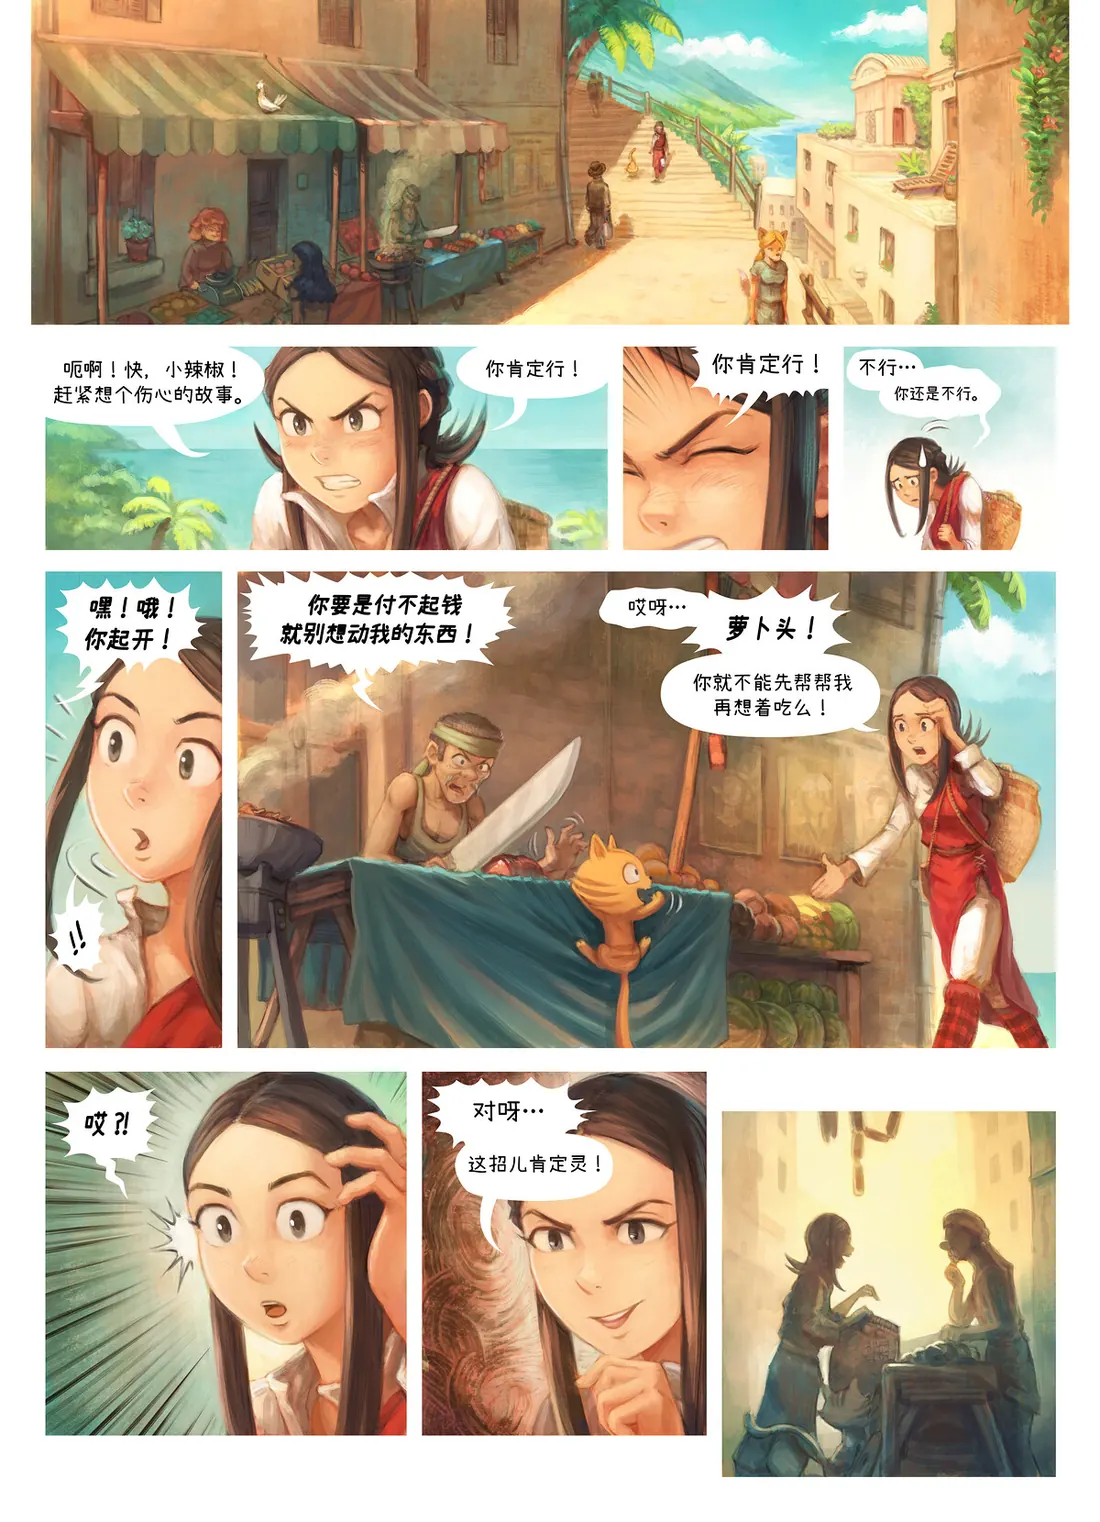 呃啊！快，小辣椒！
赶紧想个伤心的故事。
你肯定行！
你肯定行！
不行…
你还是不行。
嘿！哦！
你起开！
!!
你要是付不起钱
就别想动我的东西！
哎呀…
萝卜头！
你就不能先帮帮我
再想着吃么！
哎?!
对呀…
这招儿肯定灵！